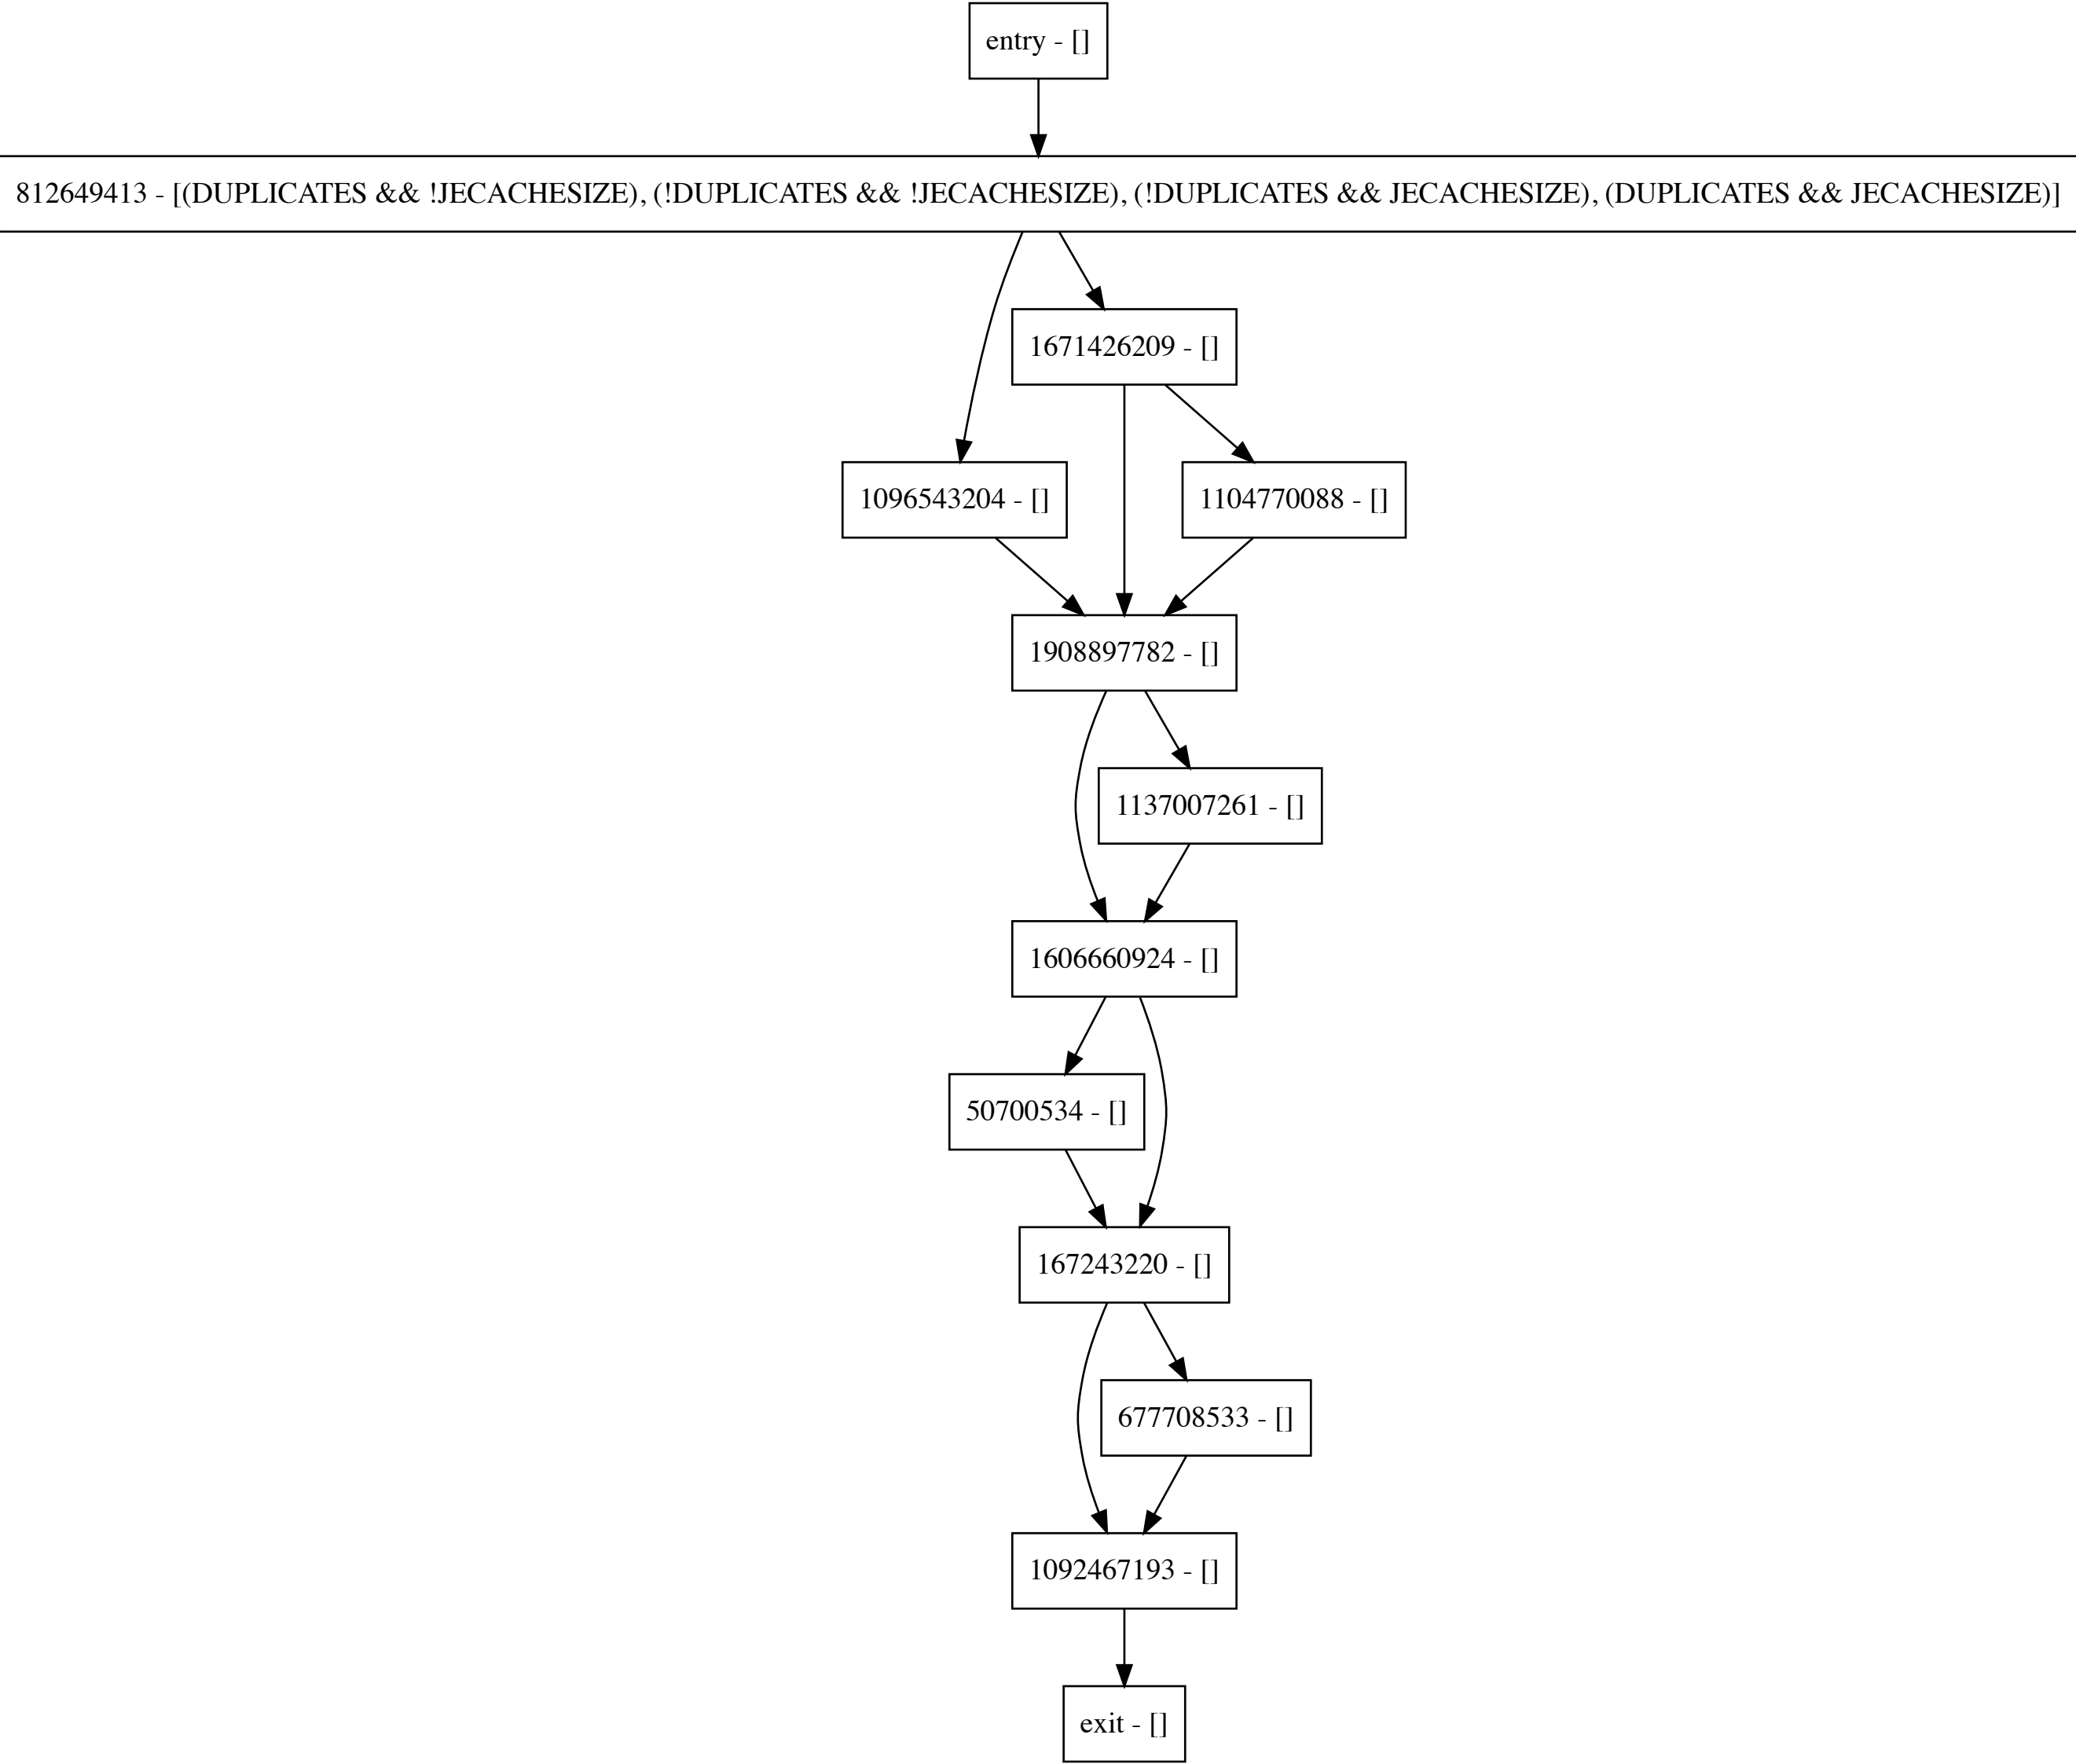 entry - []
812649413 - [(DUPLICATES && !JECACHESIZE), (!DUPLICATES && !JECACHESIZE), (!DUPLICATES && JECACHESIZE), (DUPLICATES && JECACHESIZE)]
1671426209 - []
1096543204 - []
1104770088 - []
1908897782 - []
1137007261 - []
1606660924 - []
50700534 - []
167243220 - []
677708533 - []
1092467193 - []
exit - []